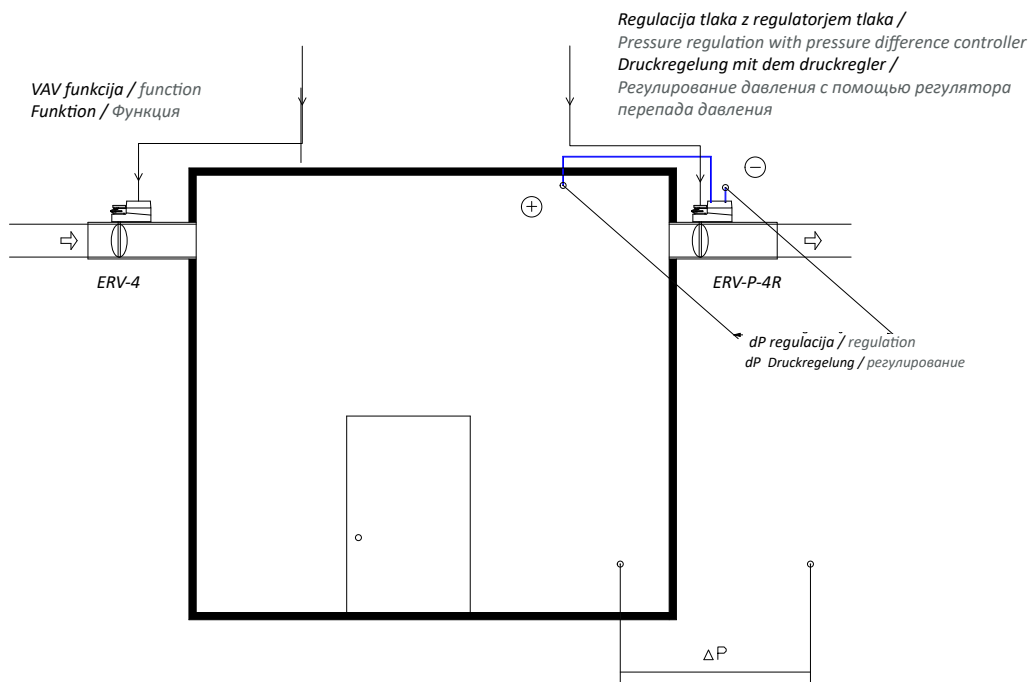 Regulacija tlaka z regulatorjem tlaka /
Pressure regulation with pressure difference controller
Druckregelung mit dem druckregler /
Регулирование давления с помощью регулятора
перепада давления
VAV funkcija / function
Funktion / Функция
ERV-4
ERV-P-4R
dP regulacija / regulation
dP Druckregelung / регулирование
ΔP